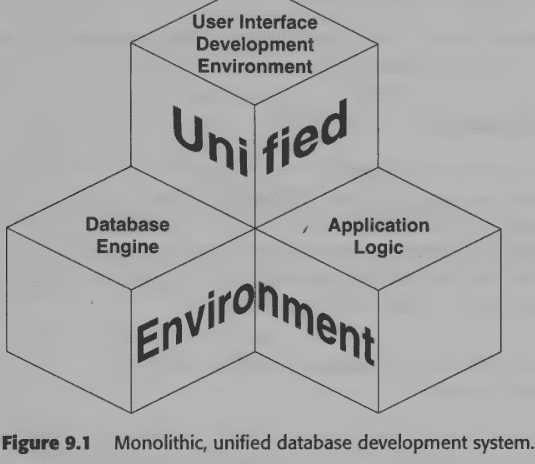 User Interface
Development
Environment
Unified
Database
Engine
Application
Logic
Environment
Figure 9.1 Monolithic, unified database development system.